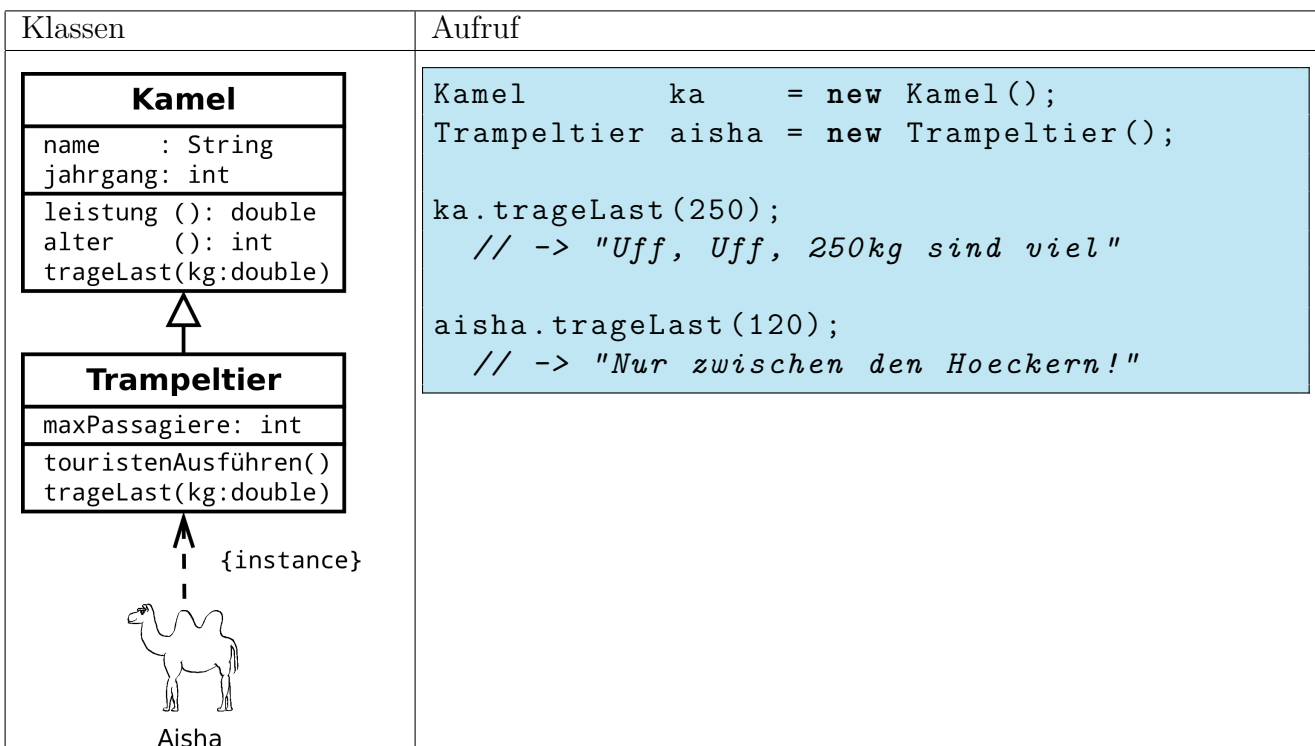 Klassen
Aufruf
Kamel
name    : String
jahrgang: int
leistung (): double
alter    (): int
trageLast(kg:double)
Trampeltier
maxPassagiere: int
touristenAusführen()
trageLast(kg:double)
{instance}
Aisha
Kamel       ka    = new Kamel();
Trampeltier aisha = new Trampeltier();
ka.trageLast(250);
  // -> "Uff, Uff, 250kg sind viel"
aisha.trageLast(120);
  // -> "Nur zwischen den Hoeckern!"